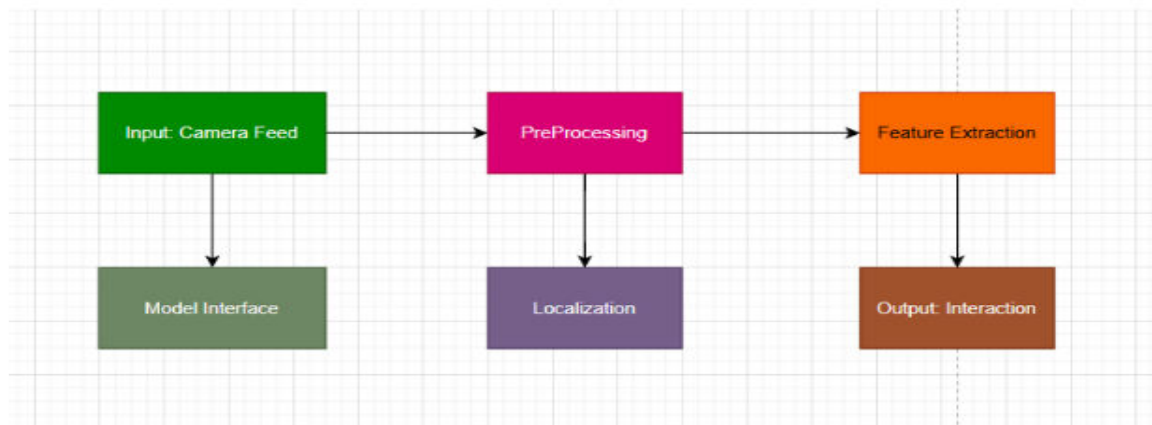 Input: Camera Feed
PreProcessing
Feature Extraction
Model Interface
Localization
Output: Interaction